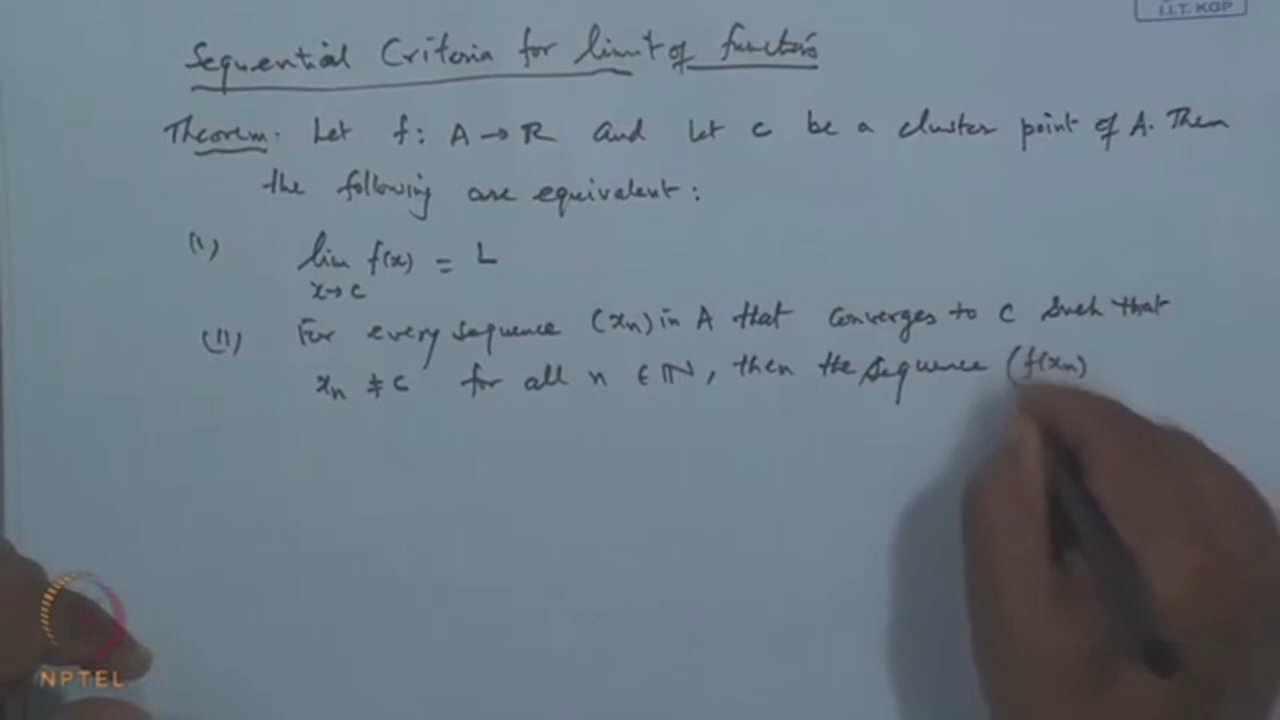 I.I.T. KGP
Sequential Criteria for limit of functions
Theorem. Let f: A → R and let c be a cluster point of A. Then
the following are equivalent:
(i) lim f(x) = L
x→c
(ii) For every sequence (xn) in A that converges to c such that
xn ≠ c for all n ∈ ℕ, then the sequence (f(xn)
NPTEL